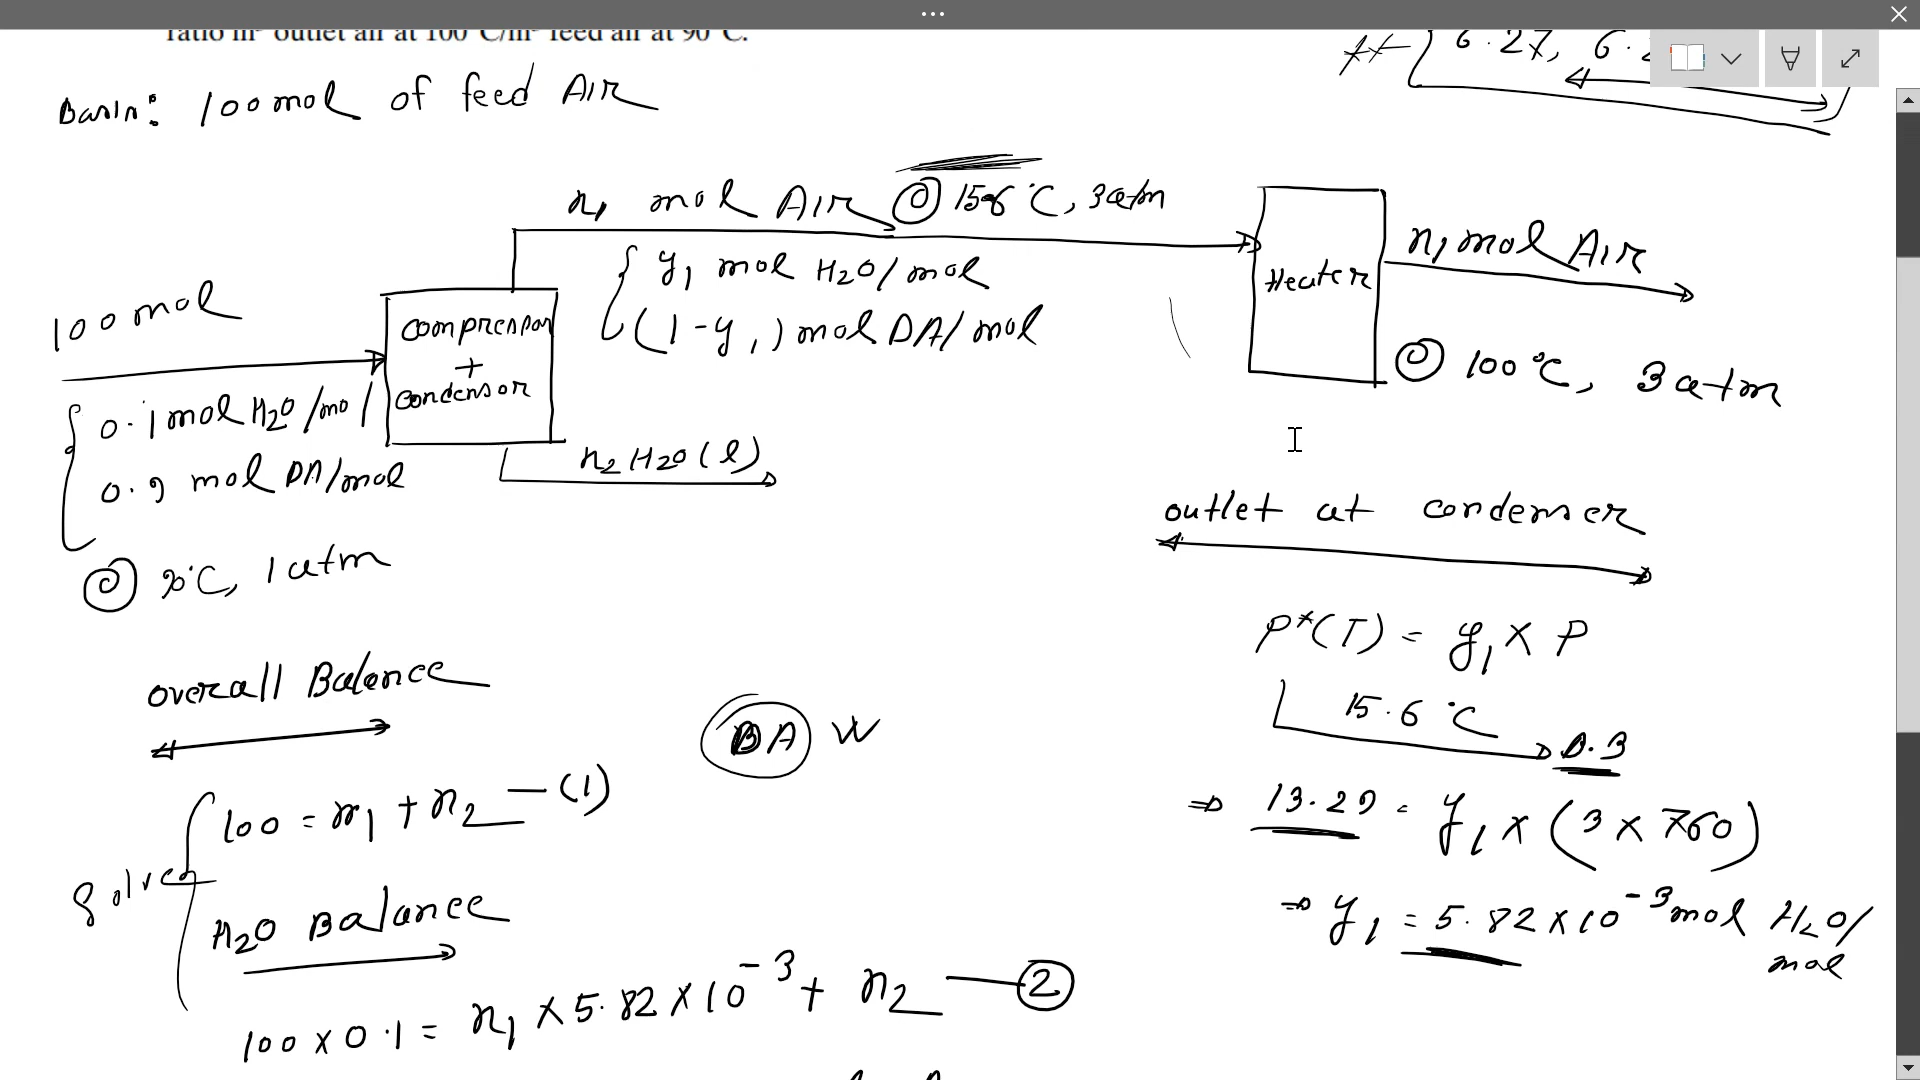 ratio m³ outlet air at 100°C/m³ feed air at 90°C.
6.27, 6.
Basis: 100 mol of feed Air
n₁ mol Air @ 15.6°C, 3 atm
y₁ mol H₂O/mol
(1-y₁) mol DA/mol
Heater
n₁ mol Air
@ 100°C, 3 atm
100 mol
compressor
+
condensor
0.1 mol H₂O/mol
0.9 mol DA/mol
@ 90°C, 1 atm
n₂ H₂O(l)
outlet at condenser
P*(T) = y₁ × P
15.6 °C
B.3
⇒ 13.29 = y₁ × (3 × 760)
⇒ y₁ = 5.82 × 10⁻³ mol H₂O/
mol
overall Balance
BA W
100 = n₁ + n₂ —(1)
Solve
H₂O Balance
100 × 0.1 = n₁ × 5.82 × 10⁻³ + n₂ —②